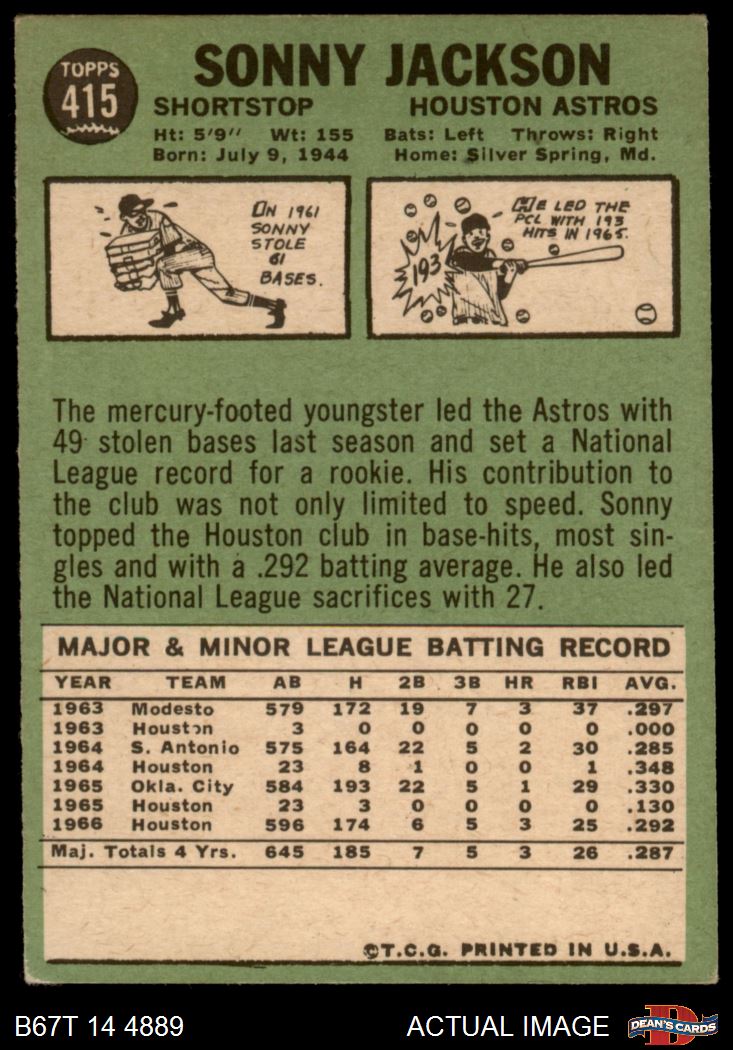 TOPPS
415
SONNY JACKSON
SHORTSTOP HOUSTON ASTROS
Ht: 5'9" Wt: 155 Bats: Left Throws: Right
Born: July 9, 1944 Home: Silver Spring, Md.
ON 1961
SONNY
STOLE
61
BASES.
HE LED THE
PCL WITH 193
HITS IN 1965.
193
The mercury-footed youngster led the Astros with
49 stolen bases last season and set a National
League record for a rookie. His contribution to
the club was not only limited to speed. Sonny
topped the Houston club in base-hits, most sin-
gles and with a .292 batting average. He also led
the National League sacrifices with 27.
MAJOR & MINOR LEAGUE BATTING RECORD
YEAR TEAM AB H 2B 3B HR RBI AVG.
1963 Modesto 579 172 19 7 3 37 .297
1963 Houston 3 0 0 0 0 0 .000
1964 S. Antonio 575 164 22 5 2 30 .285
1964 Houston 23 8 1 0 0 1 .348
1965 Okla. City 584 193 22 5 1 29 .330
1965 Houston 23 3 0 0 0 0 .130
1966 Houston 596 174 6 5 3 25 .292
Maj. Totals 4 Yrs. 645 185 7 5 3 26 .287
©T.C.G. PRINTED IN U.S.A.
B67T 14 4889 ACTUAL IMAGE
D
DEAN'S CARDS